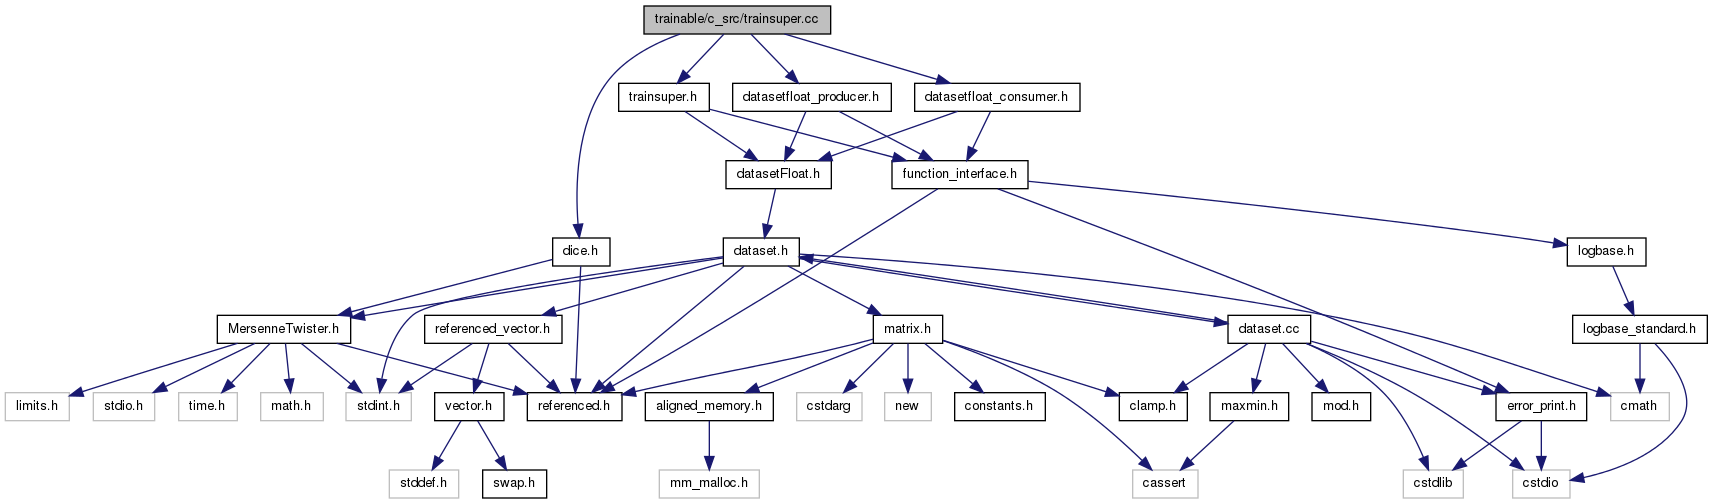 trainable/c_src/trainsuper.cc
trainsuper.h
datasetfloat_producer.h
datasetfloat_consumer.h
datasetFloat.h
function_interface.h
dice.h
dataset.h
logbase.h
MersenneTwister.h
referenced_vector.h
matrix.h
dataset.cc
logbase_standard.h
limits.h
stdio.h
time.h
math.h
stdint.h
vector.h
referenced.h
aligned_memory.h
cstdarg
new
constants.h
clamp.h
maxmin.h
mod.h
error_print.h
cmath
stddef.h
swap.h
mm_malloc.h
cassert
cstdlib
cstdio